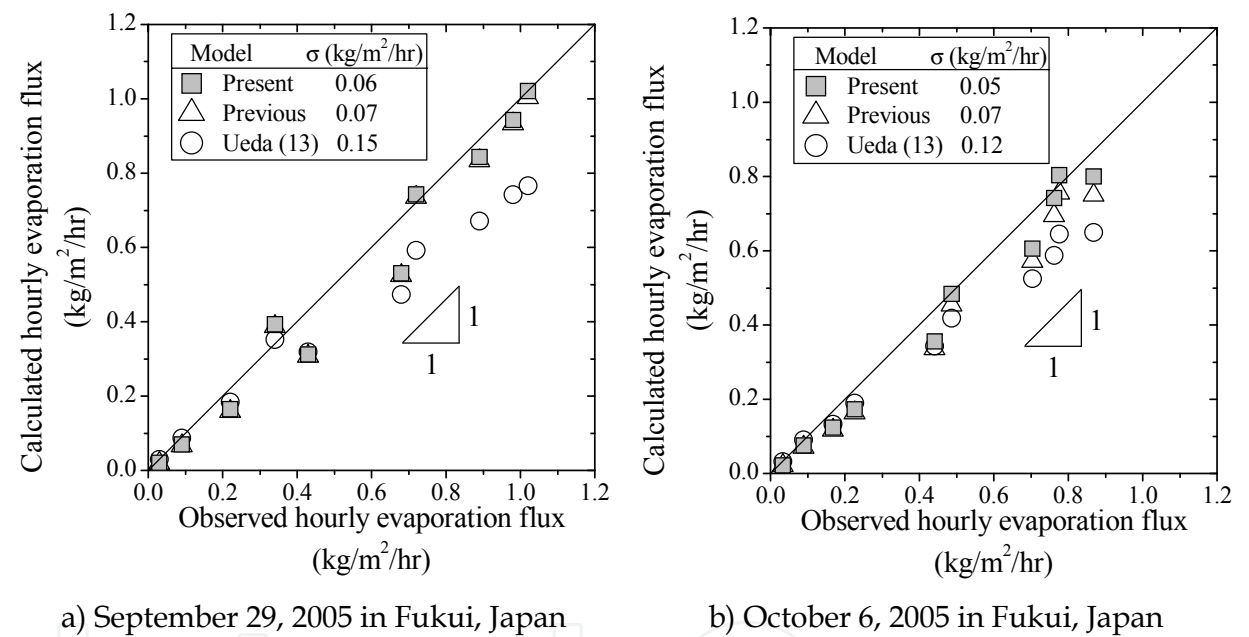 1.2
1.0
0.8
0.6
0.4
0.2
0.0
Calculated hourly evaporation flux
(kg/m²/hr)
Model σ (kg/m²/hr)
Present 0.06
Previous 0.07
Ueda (13) 0.15
1
1
0.0 0.2 0.4 0.6 0.8 1.0 1.2
Observed hourly evaporation flux
(kg/m²/hr)
a) September 29, 2005 in Fukui, Japan
1.2
1.0
0.8
0.6
0.4
0.2
0.0
Calculated hourly evaporation flux
(kg/m²/hr)
Model σ (kg/m²/hr)
Present 0.05
Previous 0.07
Ueda (13) 0.12
1
1
0.0 0.2 0.4 0.6 0.8 1.0 1.2
Observed hourly evaporation flux
(kg/m²/hr)
b) October 6, 2005 in Fukui, Japan